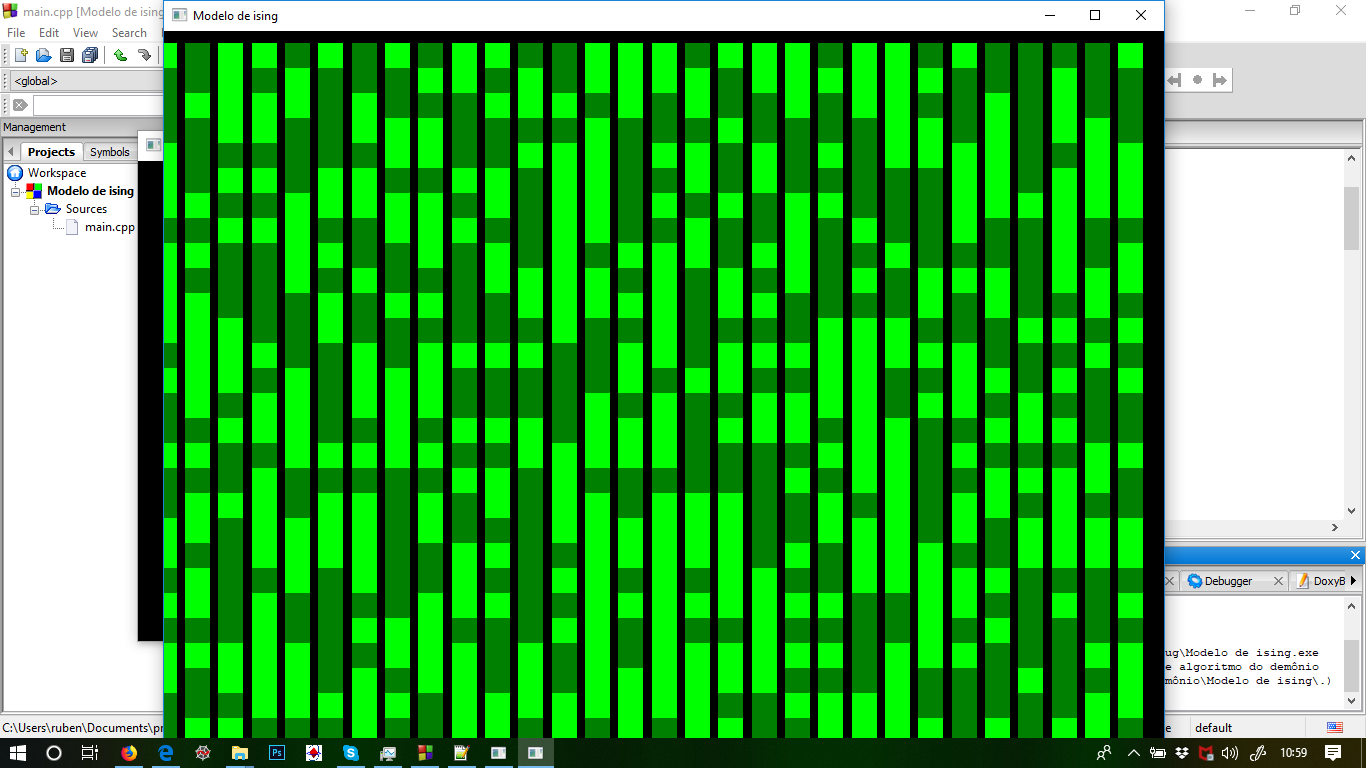 main.cpp [Modelo de ising
Modelo de ising
File Edit View Search
<global>
Management
Projects Symbols
Workspace
Modelo de ising
Sources
main.cpp
Debugger
DoxyB
ug\Modelo de ising.exe
e algoritmo do demônio
mônio\Modelo de ising\.)
C:\Users\ruben\Documents\pr
default
Ps
10:59